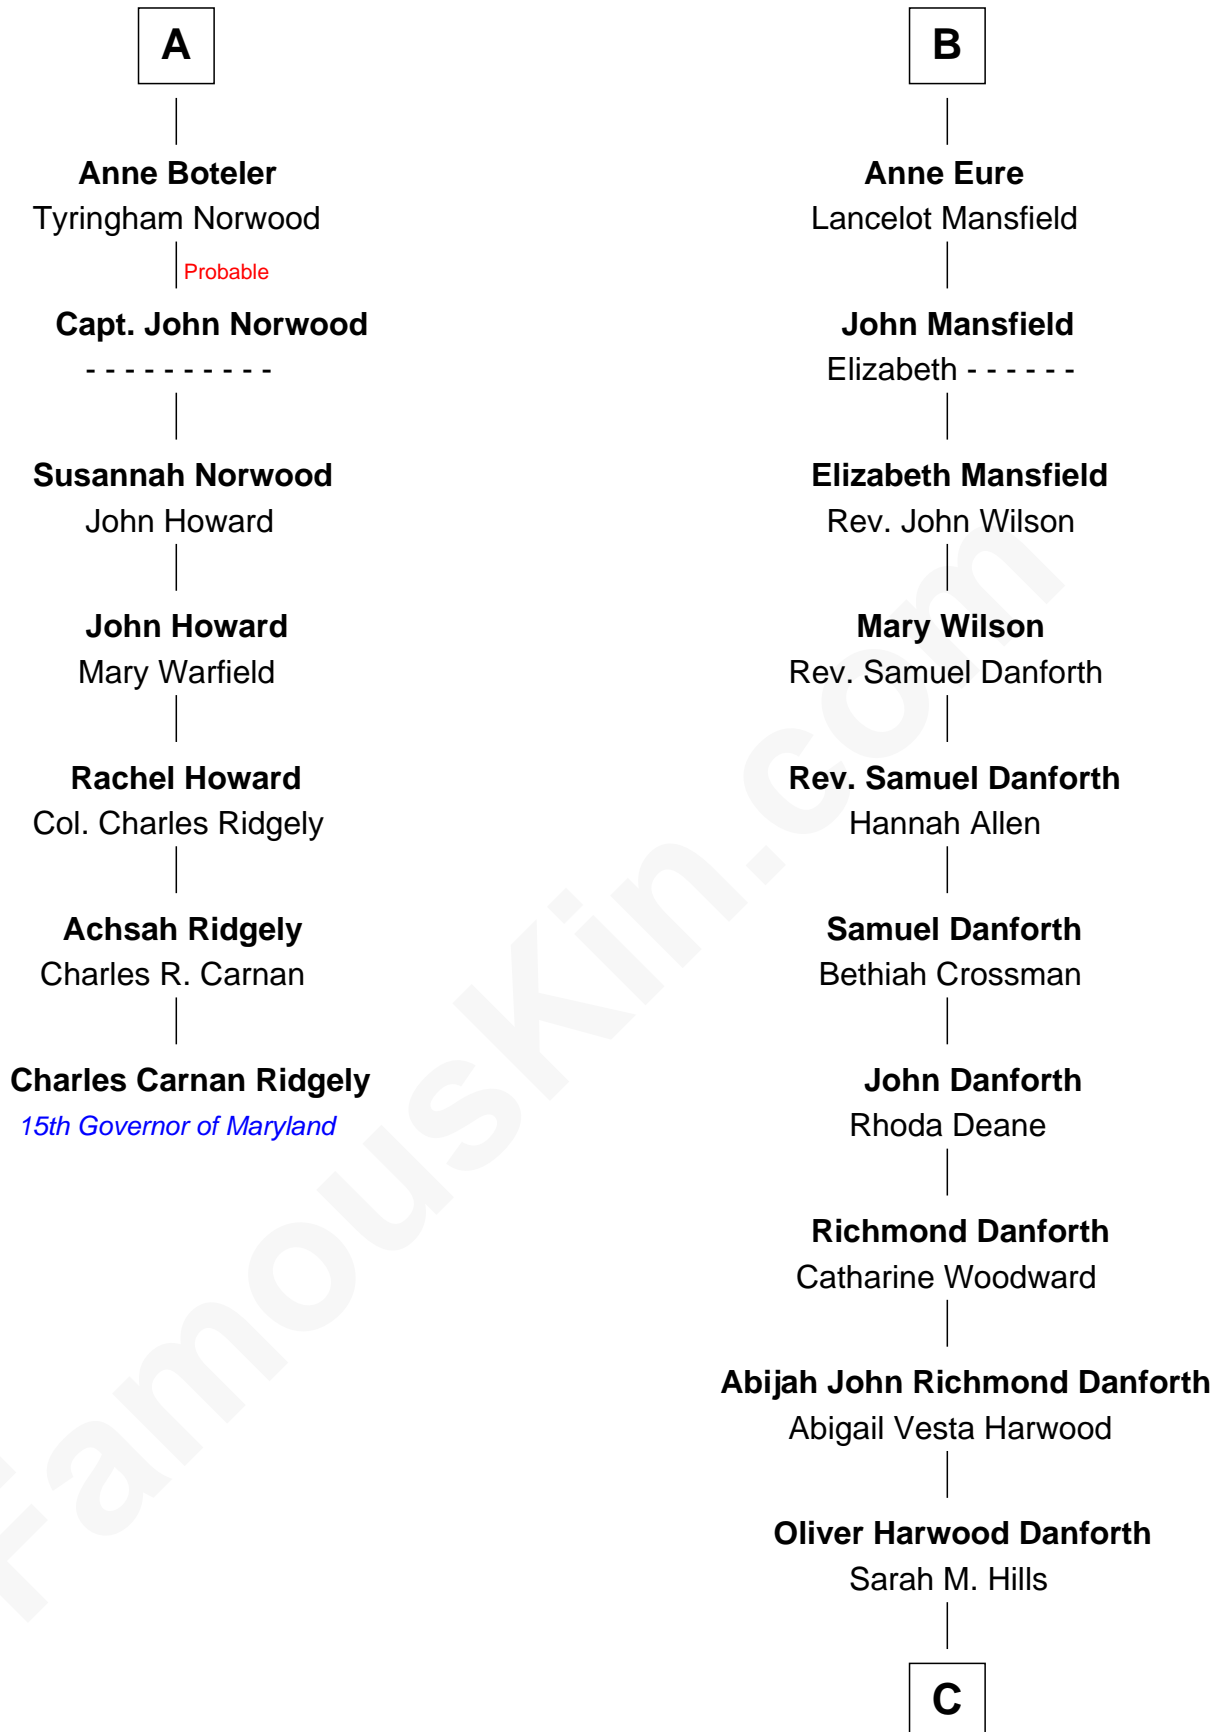 A
Anne Boteler
Tyringham Norwood
Probable
Capt. John Norwood
- - - - - - - - - -
Susannah Norwood
John Howard
John Howard
Mary Warfield
Rachel Howard
Col. Charles Ridgely
Achsah Ridgely
Charles R. Carnan
Charles Carnan Ridgely
15th Governor of Maryland
B
Anne Eure
Lancelot Mansfield
John Mansfield
Elizabeth - - - - - -
Elizabeth Mansfield
Rev. John Wilson
Mary Wilson
Rev. Samuel Danforth
Rev. Samuel Danforth
Hannah Allen
Samuel Danforth
Bethiah Crossman
John Danforth
Rhoda Deane
Richmond Danforth
Catharine Woodward
Abijah John Richmond Danforth
Abigail Vesta Harwood
Oliver Harwood Danforth
Sarah M. Hills
C
FamousKin.com